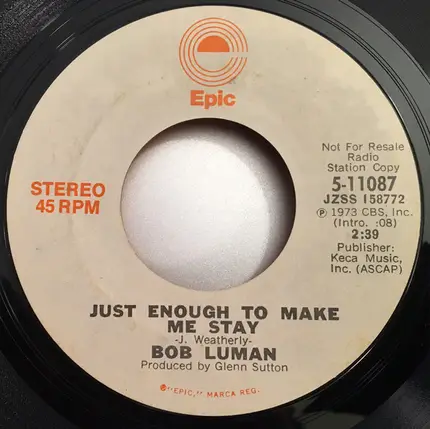 Epic
STEREO
45 RPM
Not For Resale
Radio
Station Copy
5-11087
JZSS 158772
Ⓟ 1973 CBS, Inc.
(Intro. :08)
2:39
Publisher:
Keca Music,
Inc. (ASCAP)
JUST ENOUGH TO MAKE
ME STAY
-J. Weatherly-
BOB LUMAN
Produced by Glenn Sutton
® "EPIC," MARCA REG.